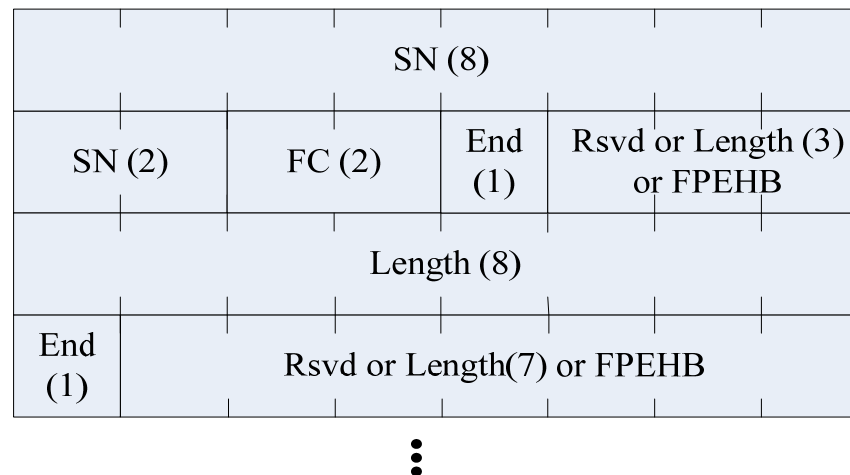 SN (8)
SN (2)
FC (2)
End
(1)
Rsvd or Length (3)
or FPEHB
Length (8)
End
(1)
Rsvd or Length(7) or FPEHB